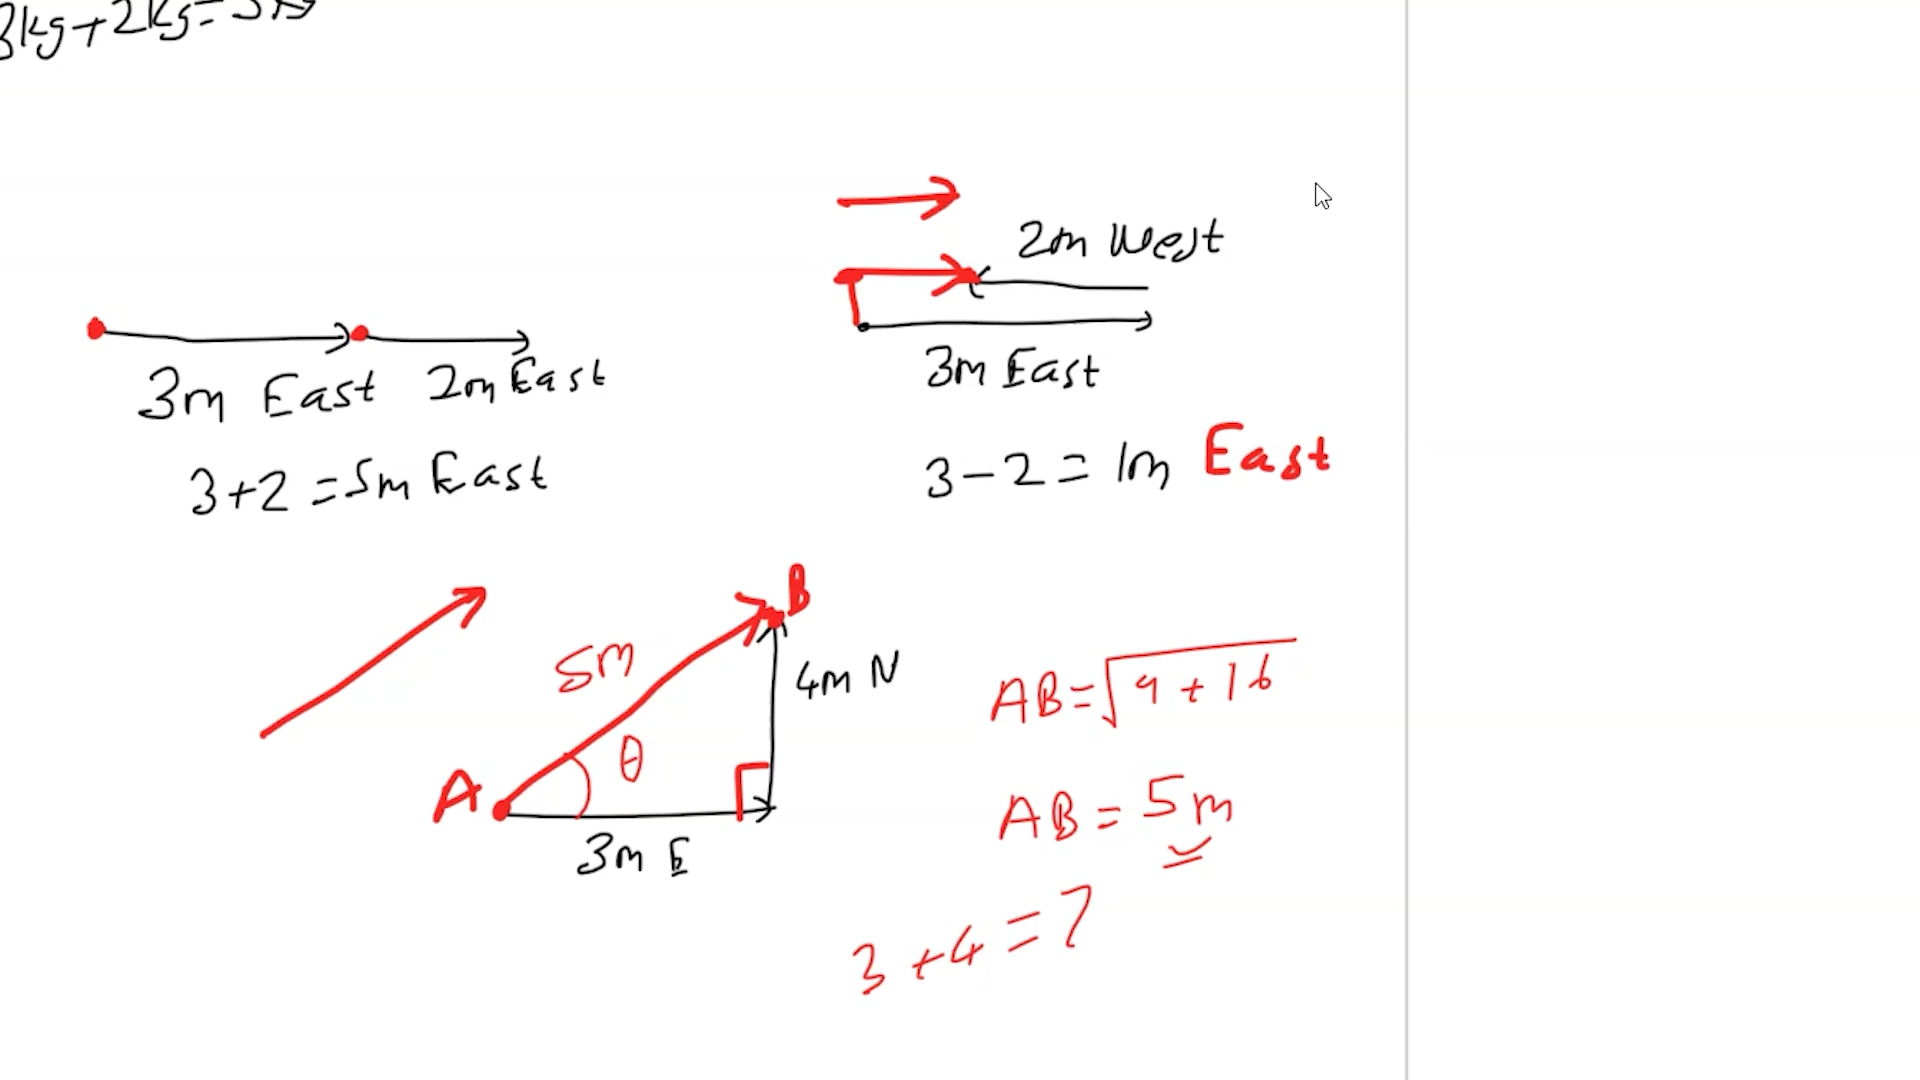 3kg+2kg=5kg
3m East 2m East
3+2 =5m East
2m West
3m East
3-2= 1m East
B
5m
4m N
θ
A
3m E
AB=√9+16
AB=5m
3+4=7